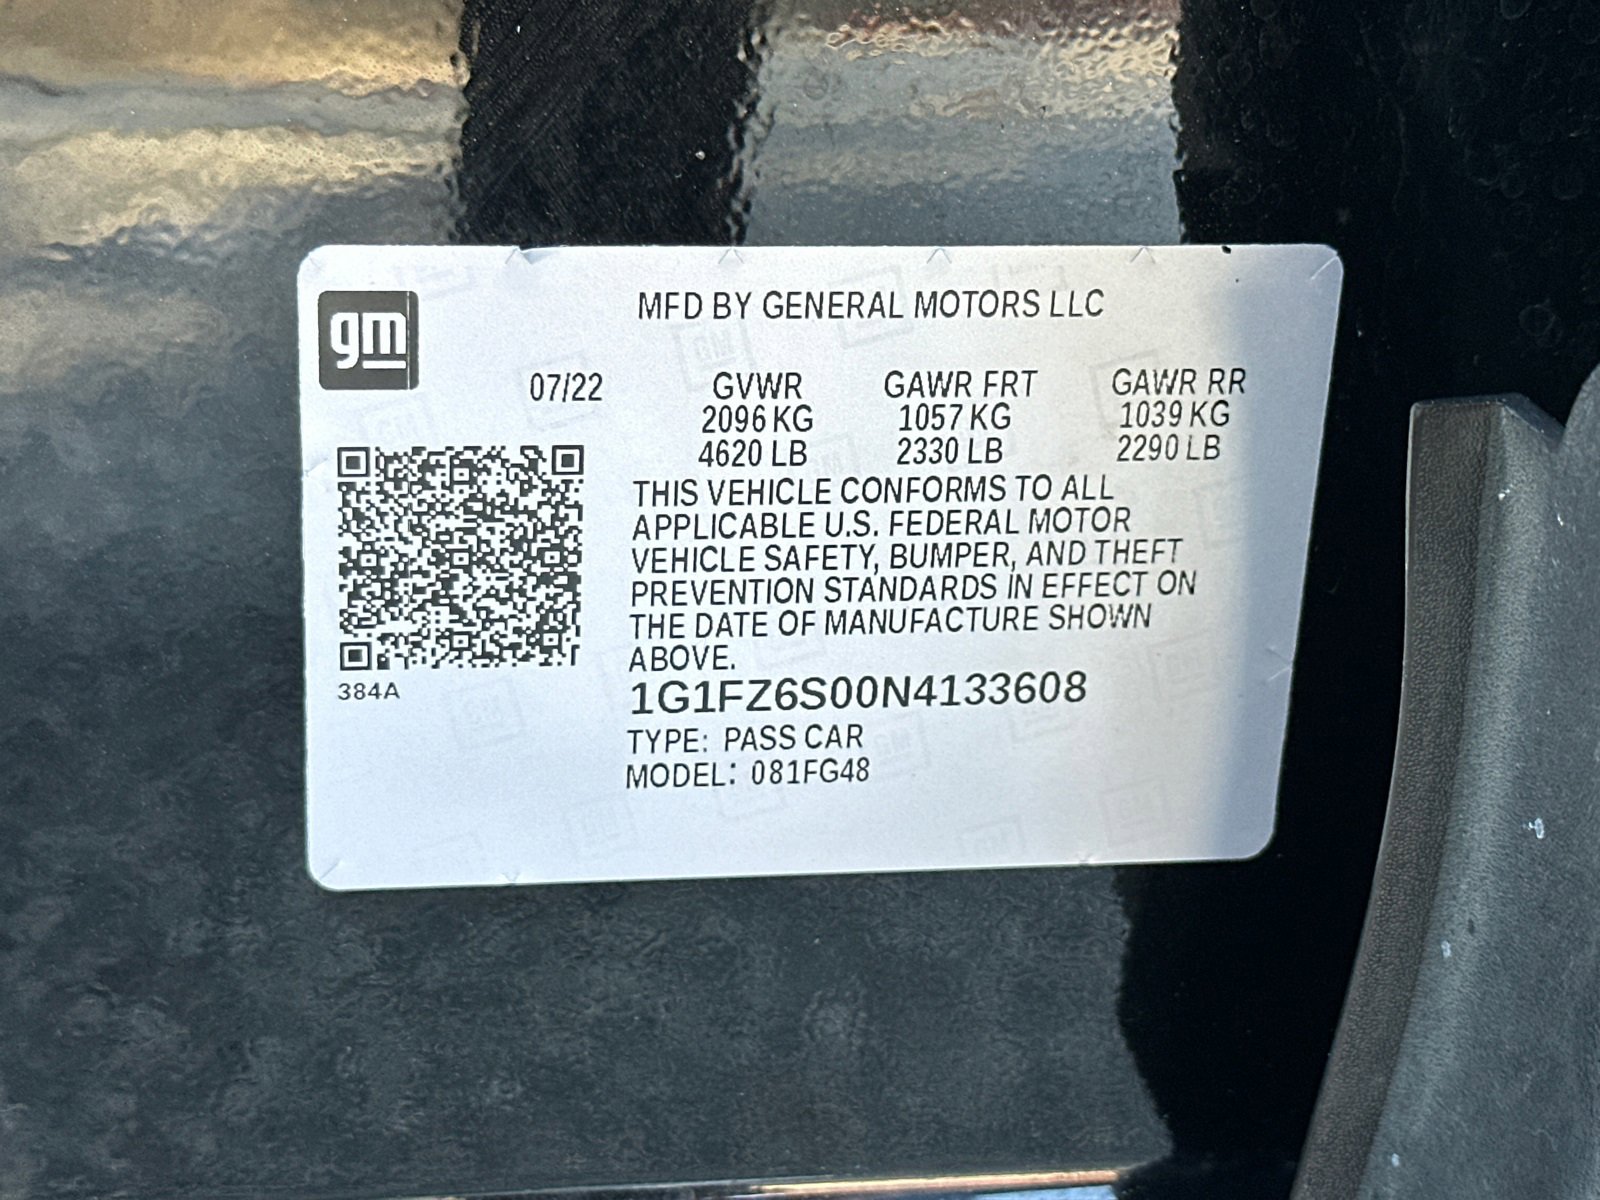 gm
MFD BY GENERAL MOTORS LLC
07/22 GVWR GAWR FRT GAWR RR
2096 KG 1057 KG 1039 KG
4620 LB 2330 LB 2290 LB
THIS VEHICLE CONFORMS TO ALL
APPLICABLE U.S. FEDERAL MOTOR
VEHICLE SAFETY, BUMPER, AND THEFT
PREVENTION STANDARDS IN EFFECT ON
THE DATE OF MANUFACTURE SHOWN
ABOVE.
384A
1G1FZ6S00N4133608
TYPE: PASS CAR
MODEL: 081FG48